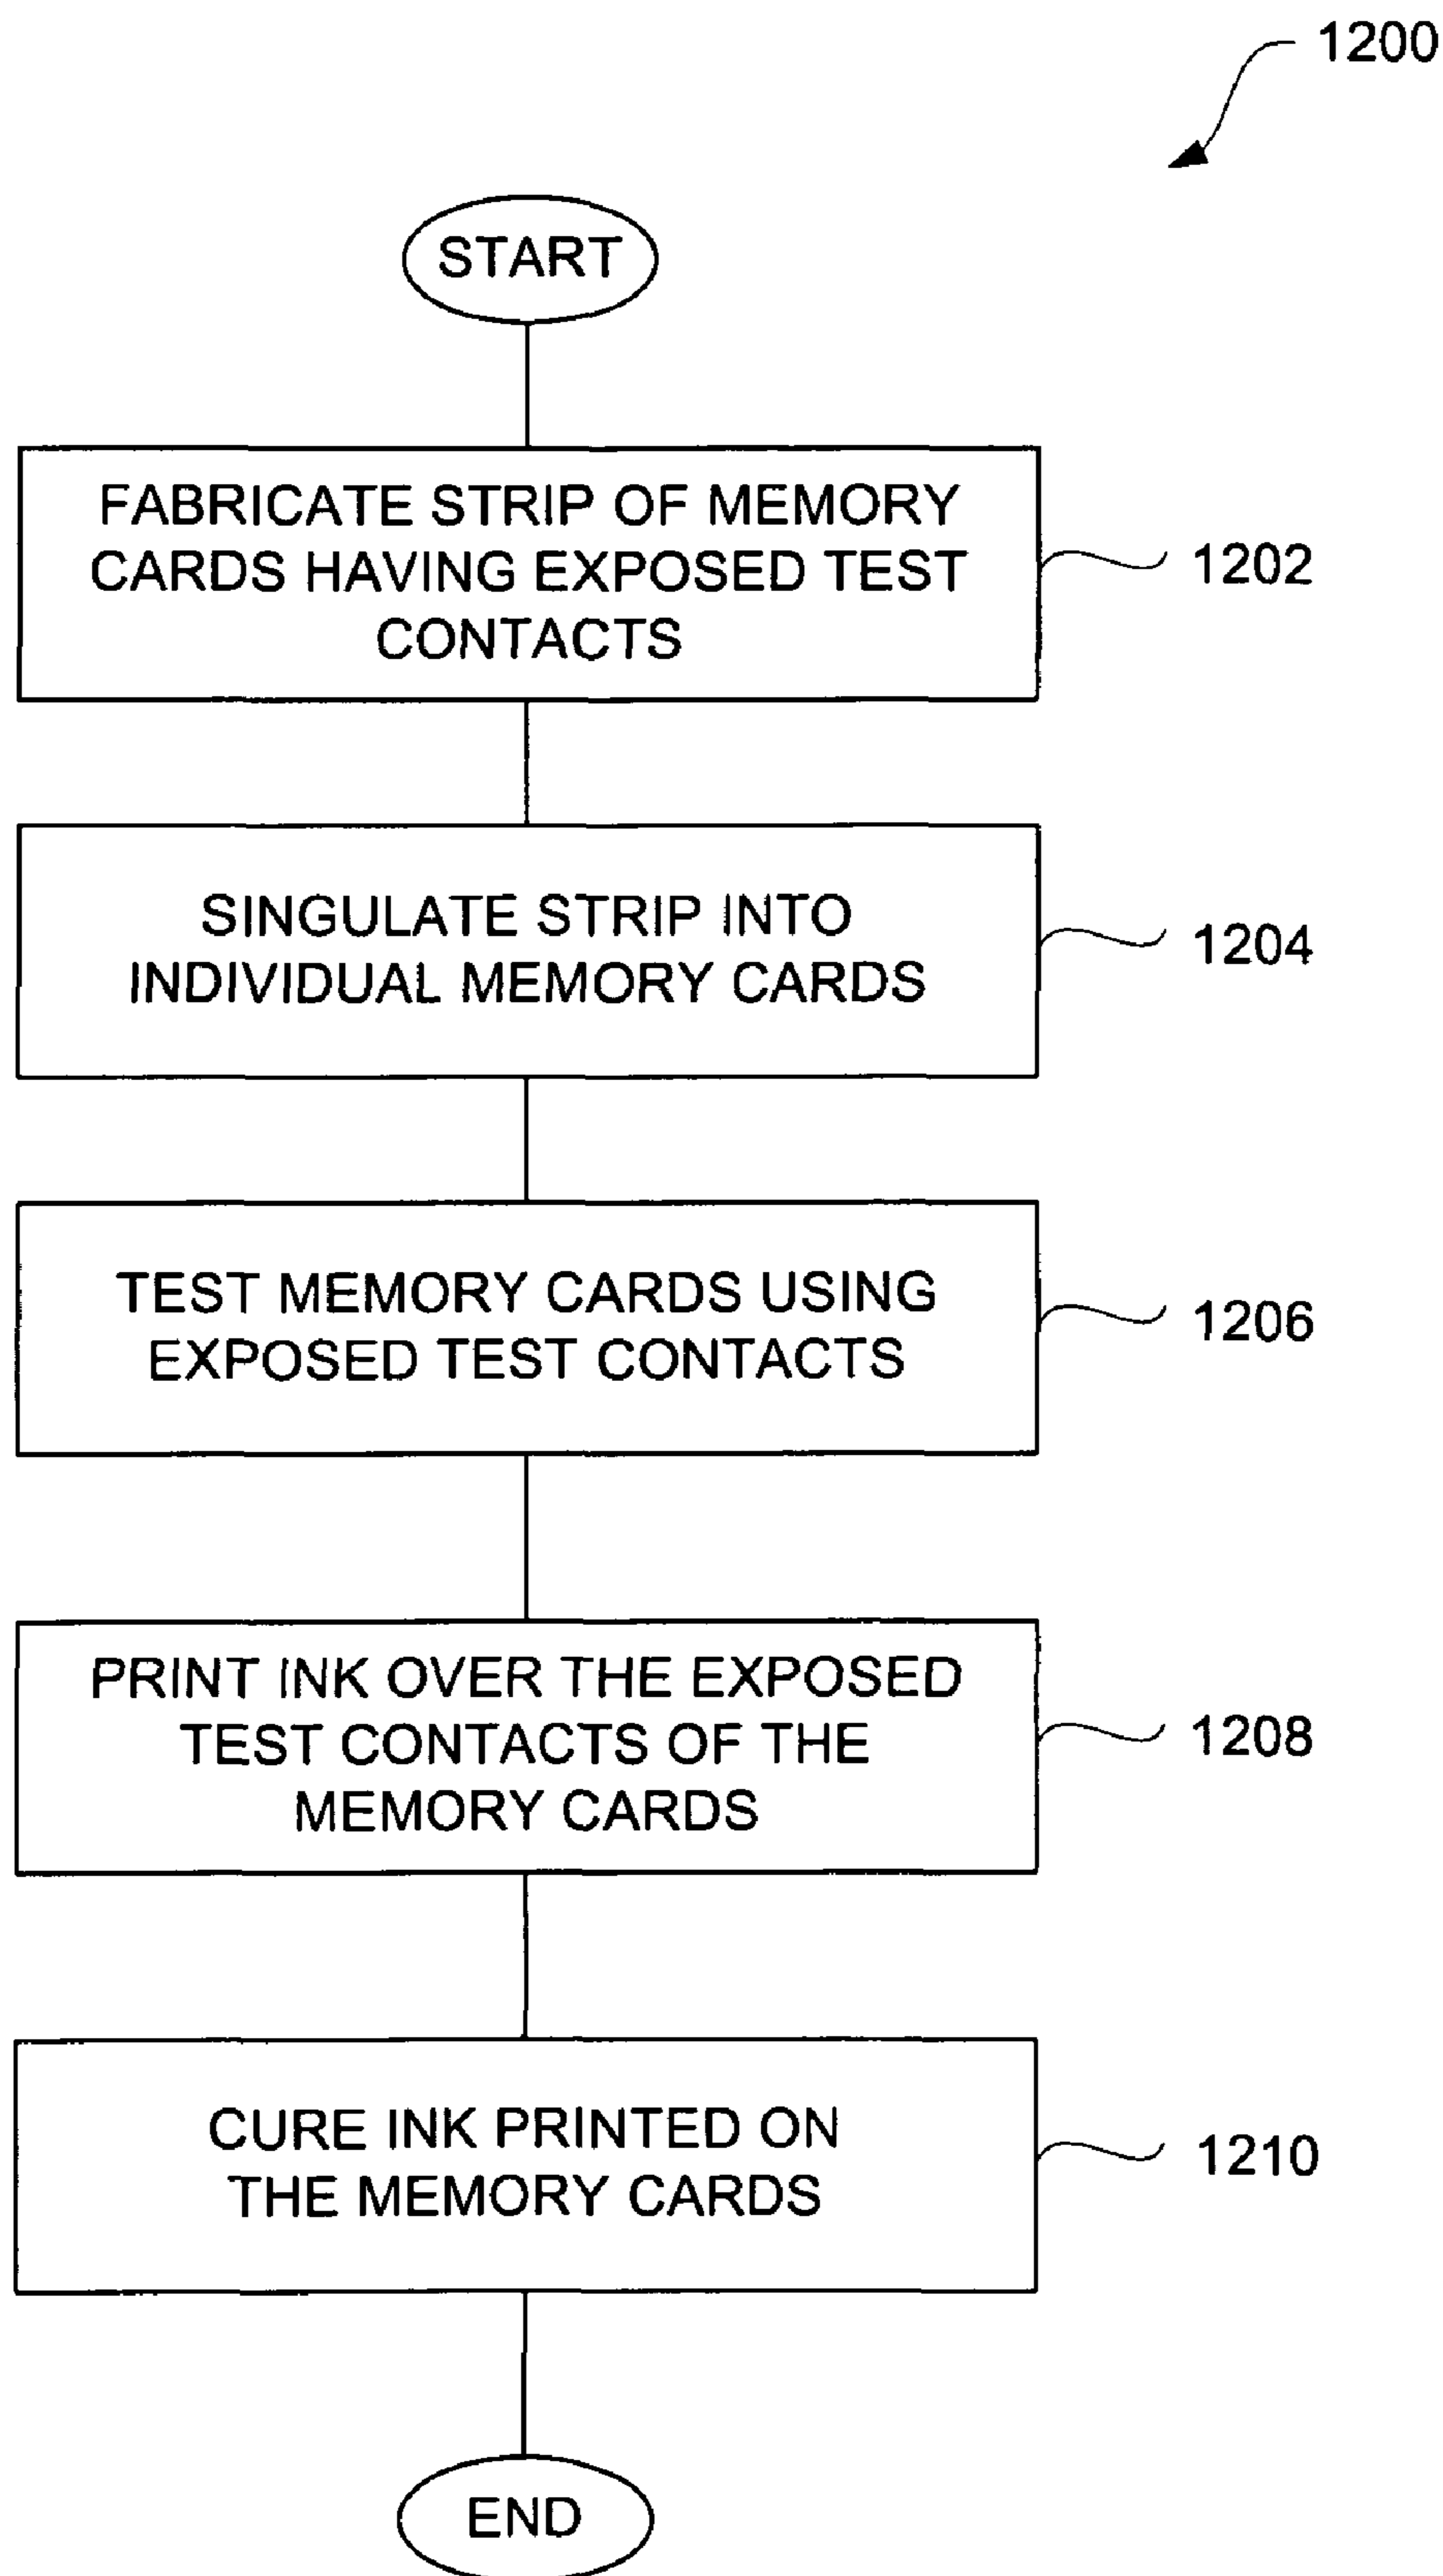 1200
START
FABRICATE STRIP OF MEMORY
CARDS HAVING EXPOSED TEST
CONTACTS
1202
SINGULATE STRIP INTO
INDIVIDUAL MEMORY CARDS
1204
TEST MEMORY CARDS USING
EXPOSED TEST CONTACTS
1206
PRINT INK OVER THE EXPOSED
TEST CONTACTS OF THE
MEMORY CARDS
1208
CURE INK PRINTED ON
THE MEMORY CARDS
1210
END